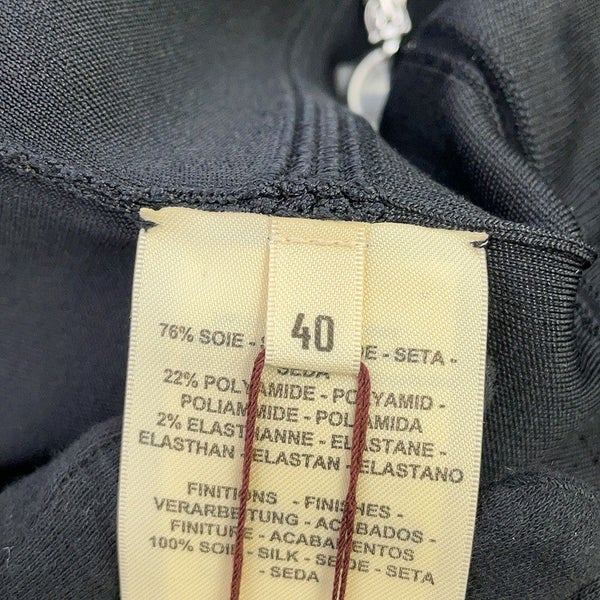 40
76% SOIE - S DE - SETA -
SEDA
22% POLYAMIDE - POLYAMID -
POLIAMMIDE - POLIAMIDA
2% ELASTHANNE - ELASTANE -
ELASTHAN - ELASTAN - ELASTANO
FINITIONS - FINISHES -
VERARBEITUNG - ACABADOS -
FINITURE - ACABAMENTOS
100% SOIE - SILK - SEIDE - SETA
- SEDA